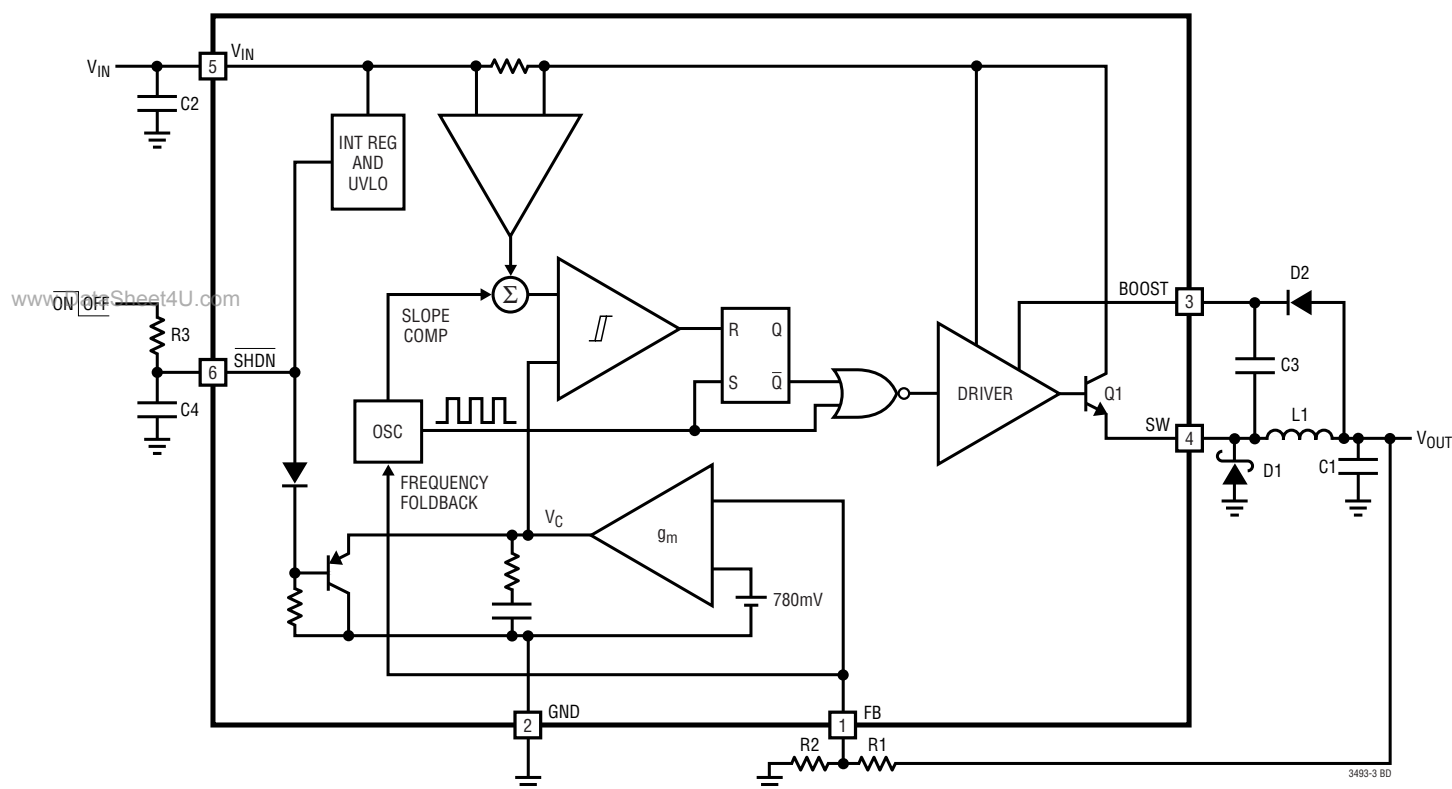 VIN
5
VIN
C2
INT REG
AND
UVLO
www.DataSheet4U.com
ON OFF
R3
6
SHDN
C4
SLOPE
COMP
Σ
R
Q
S
Q
OSC
FREQUENCY
FOLDBACK
VC
gm
780mV
DRIVER
Q1
BOOST
3
D2
C3
SW
4
L1
D1
C1
VOUT
2
GND
1
FB
R2
R1
3493-3 BD